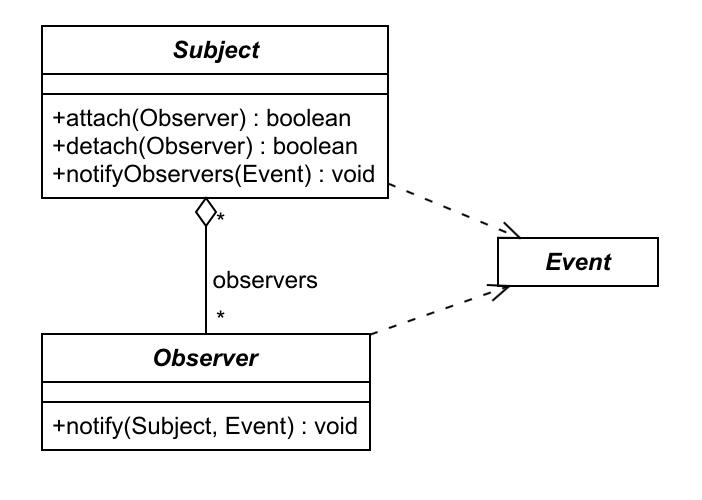 Subject
+attach(Observer) : boolean
+detach(Observer) : boolean
+notifyObservers(Event) : void
*
Event
observers
*
Observer
+notify(Subject, Event) : void